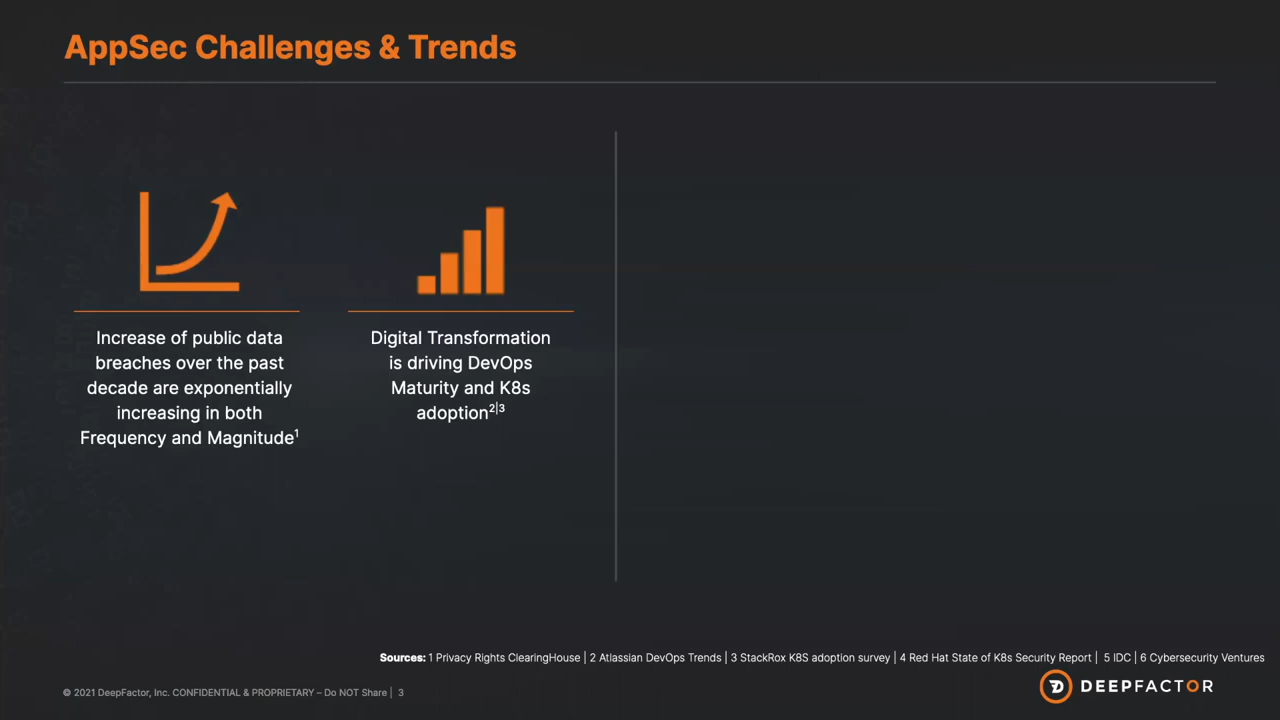 AppSec Challenges & Trends
Increase of public data
breaches over the past
decade are exponentially
increasing in both
Frequency and Magnitude¹
Digital Transformation
is driving DevOps
Maturity and K8s
adoption²|³
Sources: 1 Privacy Rights ClearingHouse | 2 Atlassian DevOps Trends | 3 StackRox K8S adoption survey | 4 Red Hat State of K8s Security Report | 5 IDC | 6 Cybersecurity Ventures
© 2021 DeepFactor, Inc. CONFIDENTIAL & PROPRIETARY – Do NOT Share | 3
DEEPFACTOR